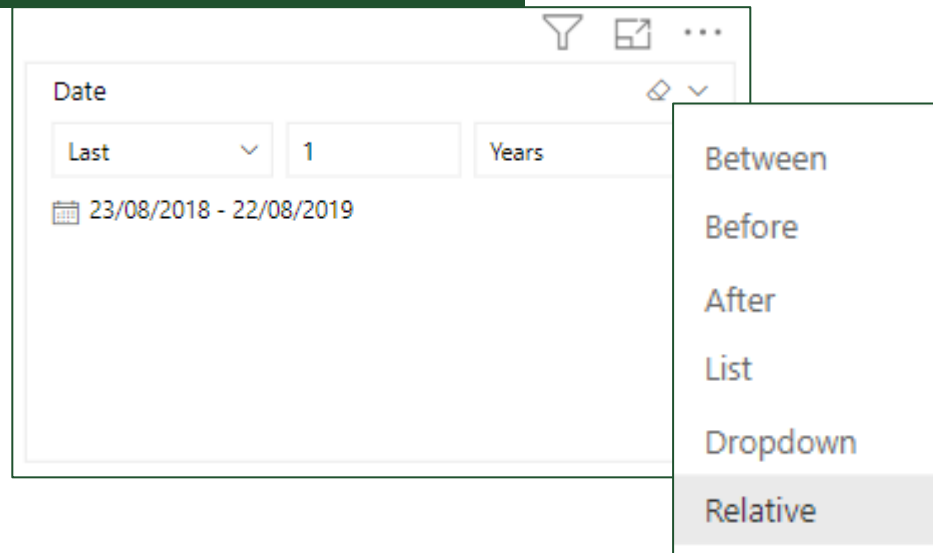 Date
Last 1 Years
23/08/2018 - 22/08/2019
Between
Before
After
List
Dropdown
Relative